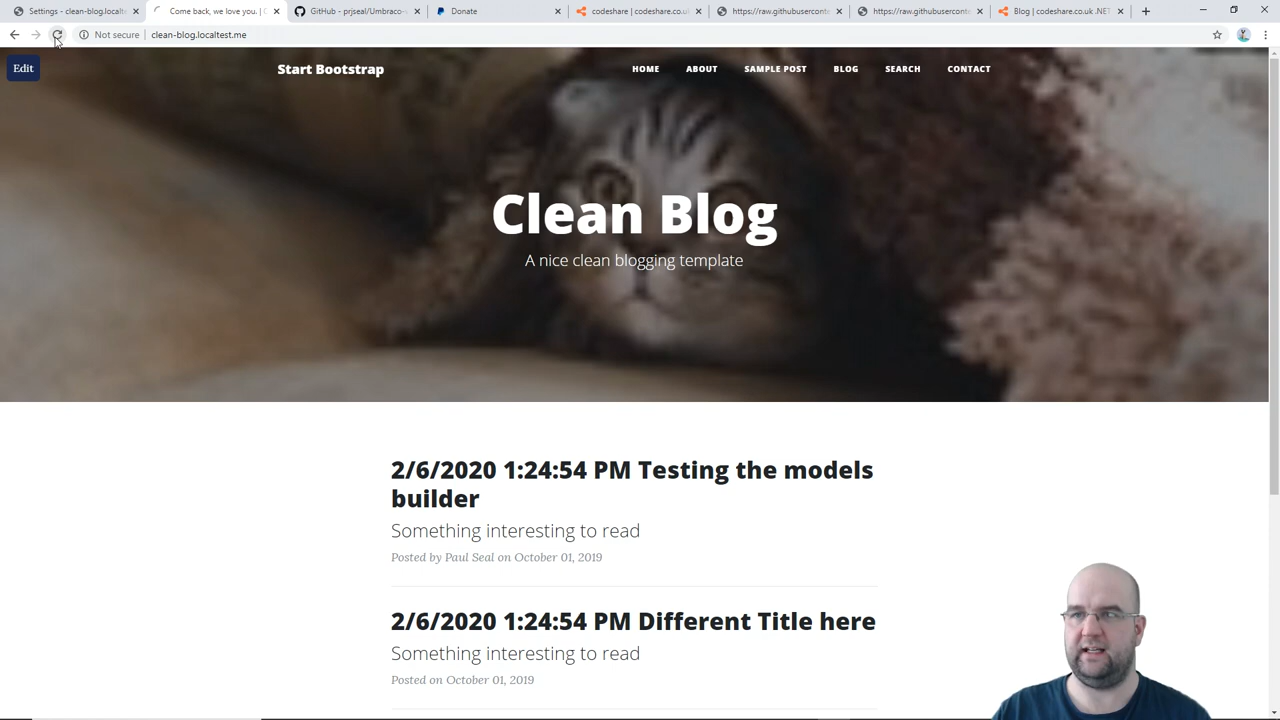 Settings - clean-blog.localt
Come back, we love you. | C
GitHub - prjseal/Umbraco-
Donate
codeshare | codeshare.co.u
https://raw.githubusercont
https://raw.githubusercont
Blog | codeshare.co.uk .NET
Not secure
clean-blog.localtest.me
Edit
Start Bootstrap
HOME
ABOUT
SAMPLE POST
BLOG
SEARCH
CONTACT
Clean Blog
A nice clean blogging template
2/6/2020 1:24:54 PM Testing the models
builder
Something interesting to read
Posted by Paul Seal on October 01, 2019
2/6/2020 1:24:54 PM Different Title here
Something interesting to read
Posted on October 01, 2019